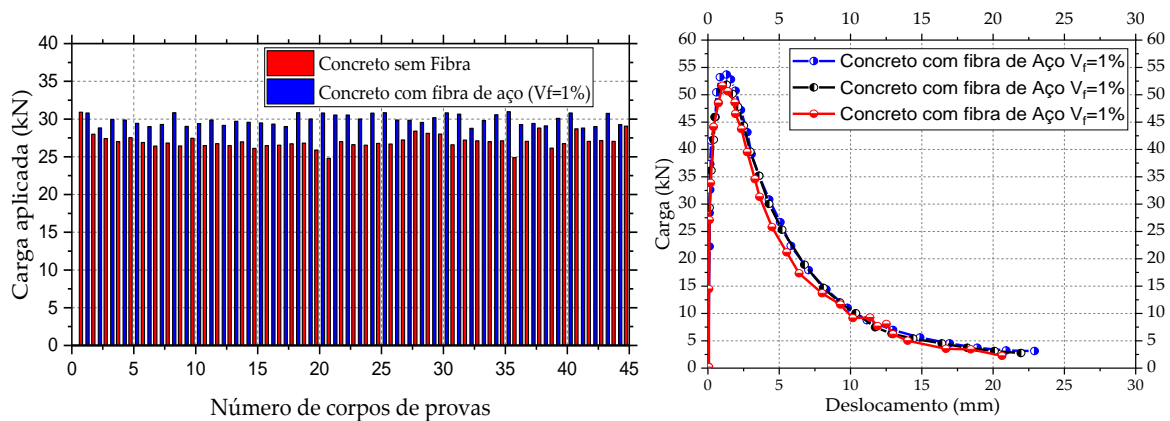 40
35
30
25
20
15
10
5
0
0 5 10 15 20 25 30 35 40 45
Carga aplicada (kN)
Número de corpos de provas
Concreto sem Fibra
Concreto com fibra de aço (Vf=1%)
0 5 10 15 20 25 30
60 60
55 55
50 50
45 45
40 40
35 35
30 30
25 25
20 20
15 15
10 10
5 5
0 0
0 5 10 15 20 25 30
Carga (kN)
Deslocamento (mm)
Concreto com fibra de Aço Vf=1%
Concreto com fibra de Aço Vf=1%
Concreto com fibra de Aço Vf=1%